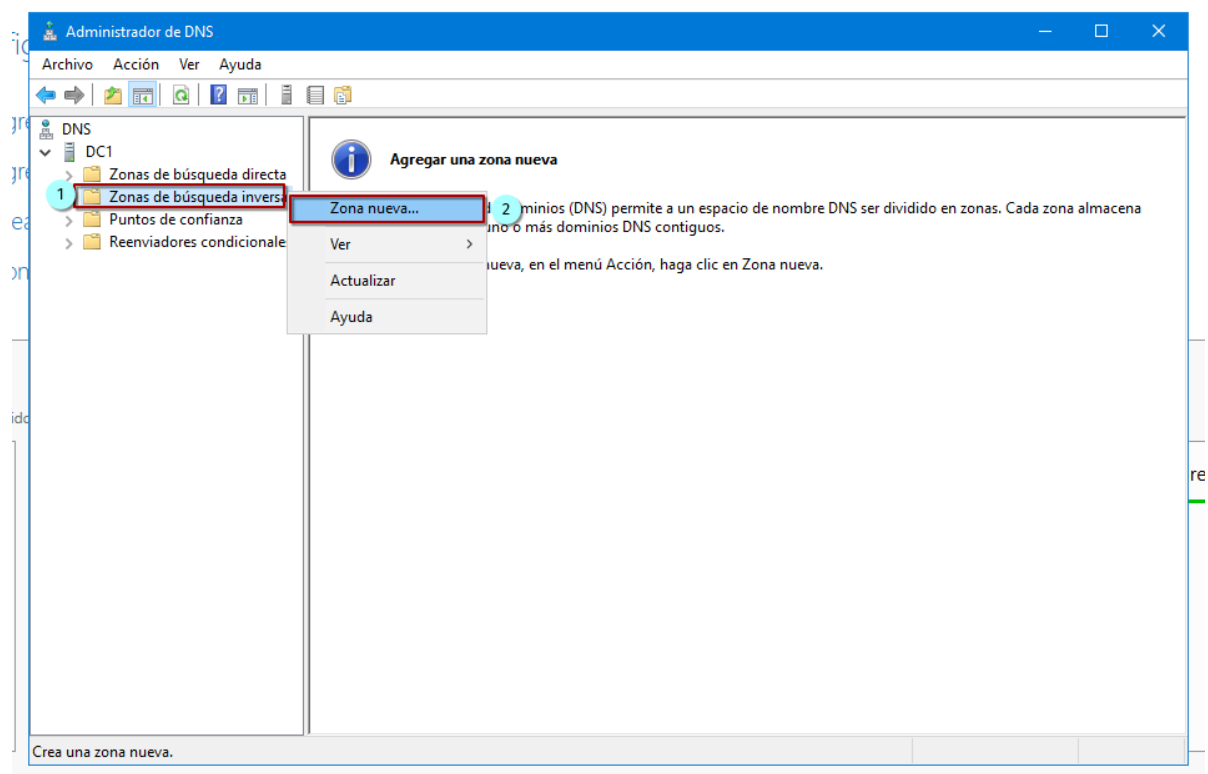 Administrador de DNS
Archivo Acción Ver Ayuda
DNS
DC1
Zonas de búsqueda directa
1 Zonas de búsqueda inversa
Puntos de confianza
Reenviadores condicionale
Zona nueva...
2
Ver
Actualizar
Ayuda
Agregar una zona nueva
(DNS) permite a un espacio de nombre DNS ser dividido en zonas. Cada zona almacena
uno o más dominios DNS contiguos.
nueva, en el menú Acción, haga clic en Zona nueva.
Crea una zona nueva.